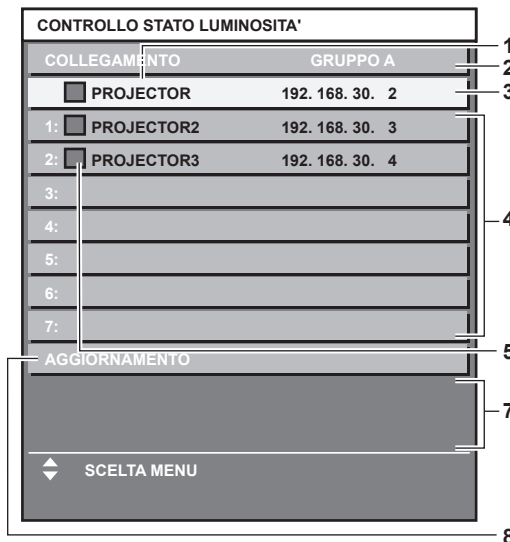 CONTROLLO STATO LUMINOSITA'
COLLEGAMENTO GRUPPO A
PROJECTOR 192. 168. 30. 2
1: PROJECTOR2 192. 168. 30. 3
2: PROJECTOR3 192. 168. 30. 4
3:
4:
5:
6:
7:
AGGIORNAMENTO
SCELTA MENU
1
2
3
4
5
7
8